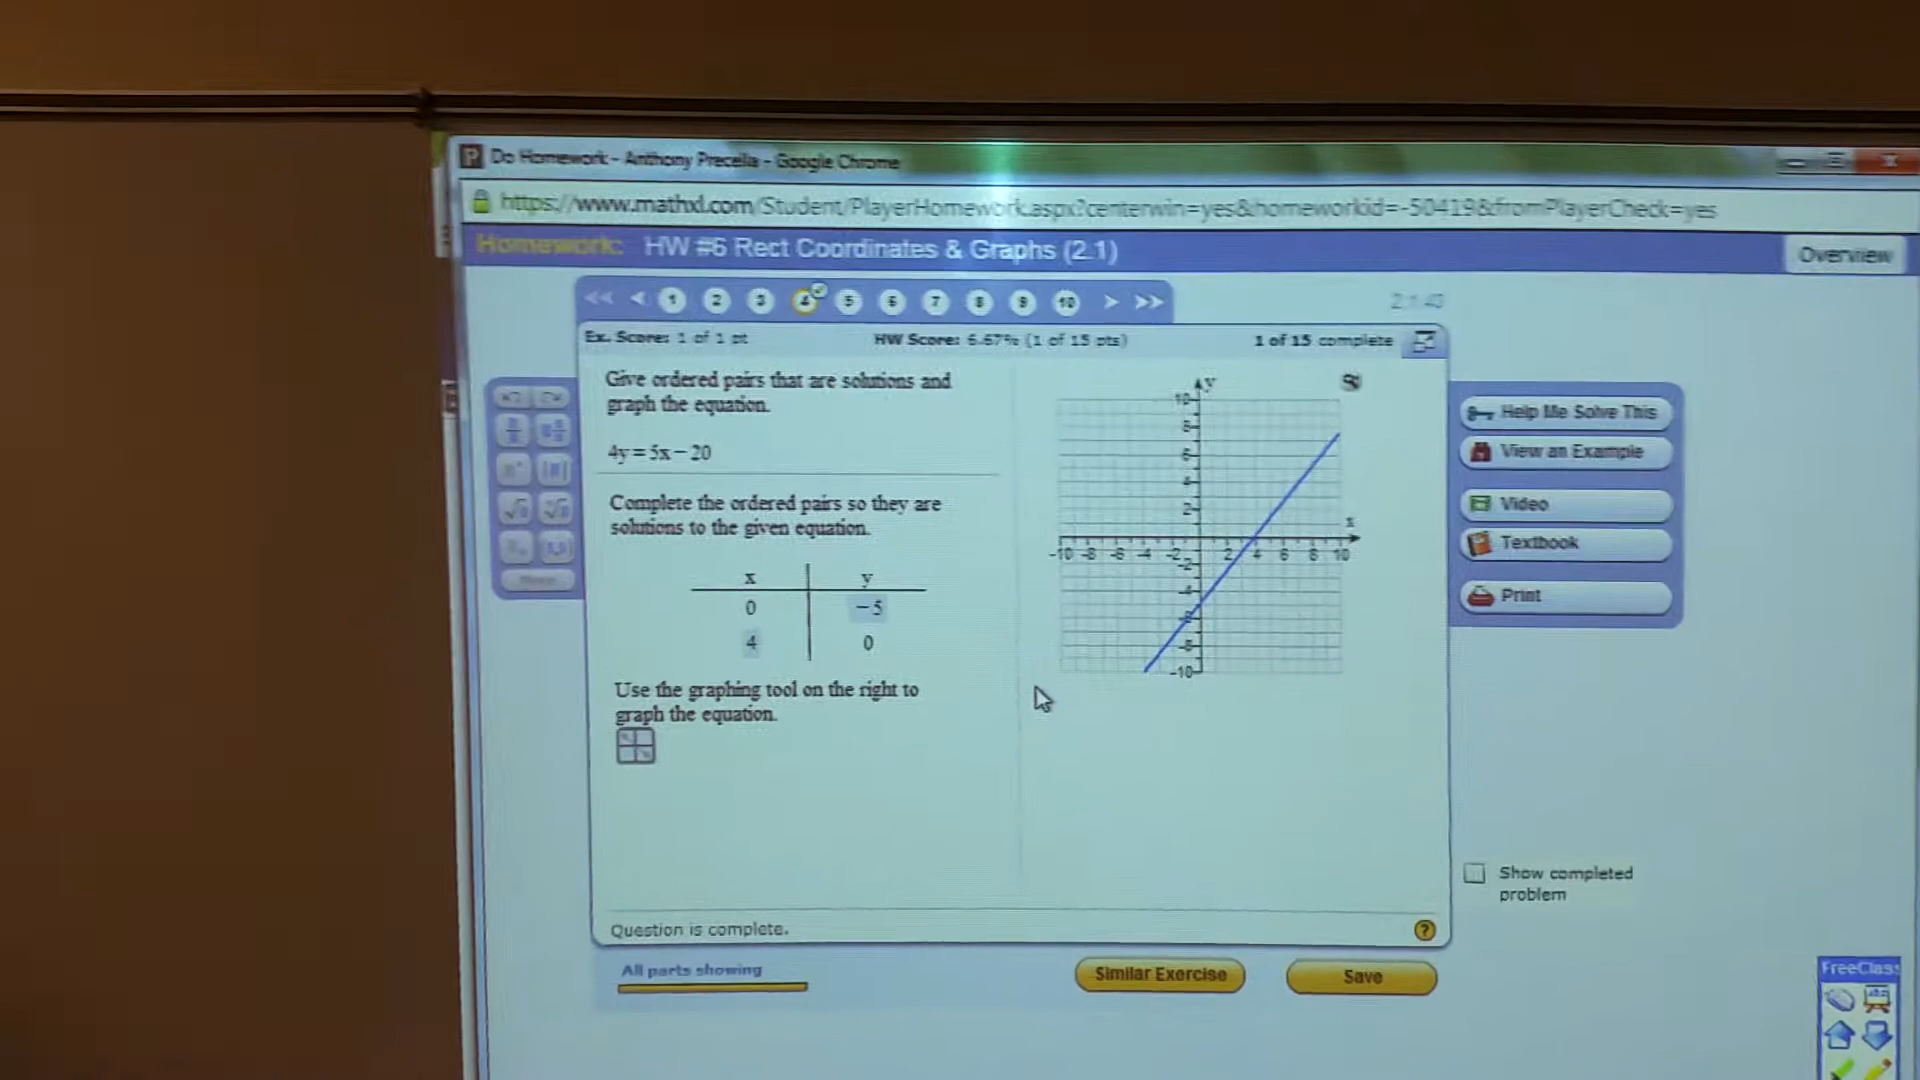 Do Homework - Anthony Precella - Google Chrome
https://www.mathxl.com/Student/PlayerHomework.aspx?centerwin=yes&homeworkid=-50419&fromPlayerCheck=yes
Homework: HW #6 Rect Coordinates & Graphs (2.1)
Overview
1 2 3 4 5 6 7 8 9 10
Ex. Score: 1 of 1 pt HW Score: 6.67% (1 of 15 pts) 1 of 15 complete
Give ordered pairs that are solutions and
graph the equation.
4y=5x−20
Complete the ordered pairs so they are
solutions to the given equation.
x y
0 −5
4 0
Use the graphing tool on the right to
graph the equation.
y
10
8
6
4
2
x
-10 -8 -6 -4 -2 2 4 6 8 10
-2
-4
-6
-8
-10
Help Me Solve This
View an Example
Video
Textbook
Print
More
Show completed
problem
Question is complete.
?
All parts showing
Similar Exercise
Save